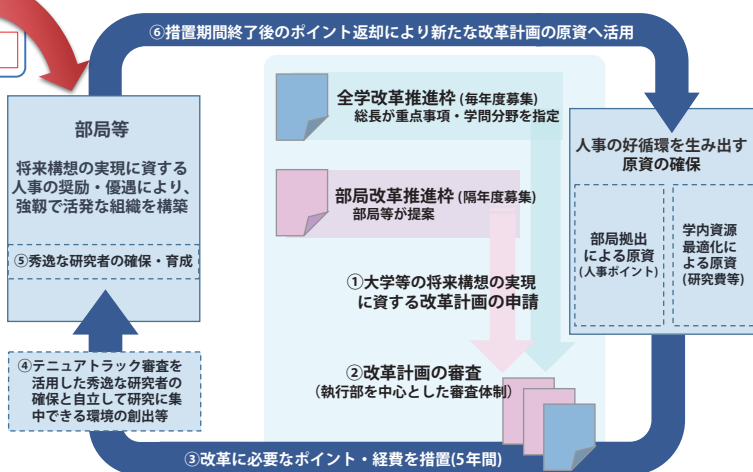 ⑥措置期間終了後のポイント返却により新たな改革計画の原資へ活用
部局等
将来構想の実現に資する
人事の奨励・優遇により、
強靭で活発な組織を構築
⑤秀逸な研究者の確保・育成
④テニュアトラック審査を
活用した秀逸な研究者の
確保と自立して研究に集
中できる環境の創出等
全学改革推進枠 (毎年度募集)
総長が重点事項・学問分野を指定
部局改革推進枠 (隔年度募集)
部局等が提案
①大学等の将来構想の実現
に資する改革計画の申請
②改革計画の審査
(執行部を中心とした審査体制)
人事の好循環を生み出す
原資の確保
部局拠出
による原資
(人事ポイント)
学内資源
最適化に
よる原資
(研究費等)
③改革に必要なポイント・経費を措置(5年間)